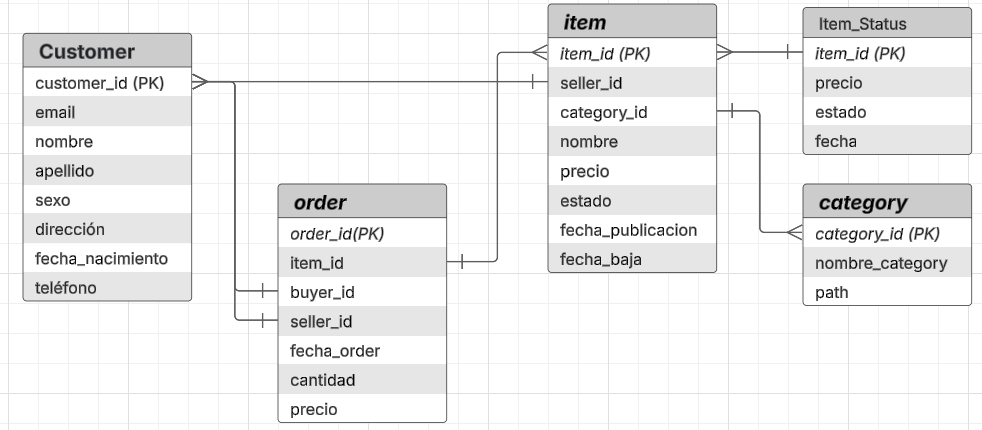 Customer
customer_id (PK)
email
nombre
apellido
sexo
dirección
fecha_nacimiento
teléfono
order
order_id(PK)
item_id
buyer_id
seller_id
fecha_order
cantidad
precio
item
item_id (PK)
seller_id
category_id
nombre
precio
estado
fecha_publicacion
fecha_baja
Item_Status
item_id (PK)
precio
estado
fecha
category
category_id (PK)
nombre_category
path